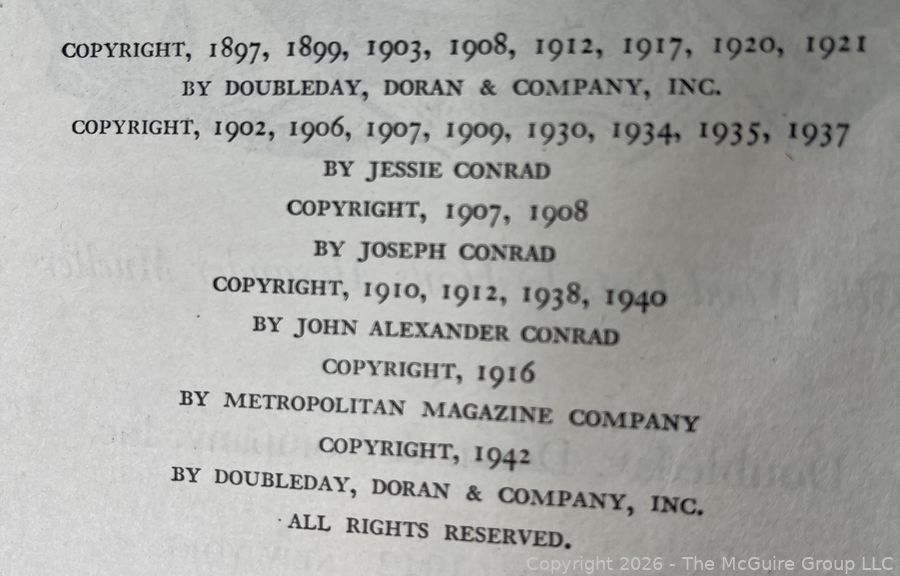 COPYRIGHT, 1897, 1899, 1903, 1908, 1912, 1917, 1920, 1921
BY DOUBLEDAY, DORAN & COMPANY, INC.
COPYRIGHT, 1902, 1906, 1907, 1909, 1930, 1934, 1935, 1937
BY JESSIE CONRAD
COPYRIGHT, 1907, 1908
BY JOSEPH CONRAD
COPYRIGHT, 1910, 1912, 1938, 1940
BY JOHN ALEXANDER CONRAD
COPYRIGHT, 1916
BY METROPOLITAN MAGAZINE COMPANY
COPYRIGHT, 1942
BY DOUBLEDAY, DORAN & COMPANY, INC.
ALL RIGHTS RESERVED.
Copyright 2026 - The McGuire Group LLC